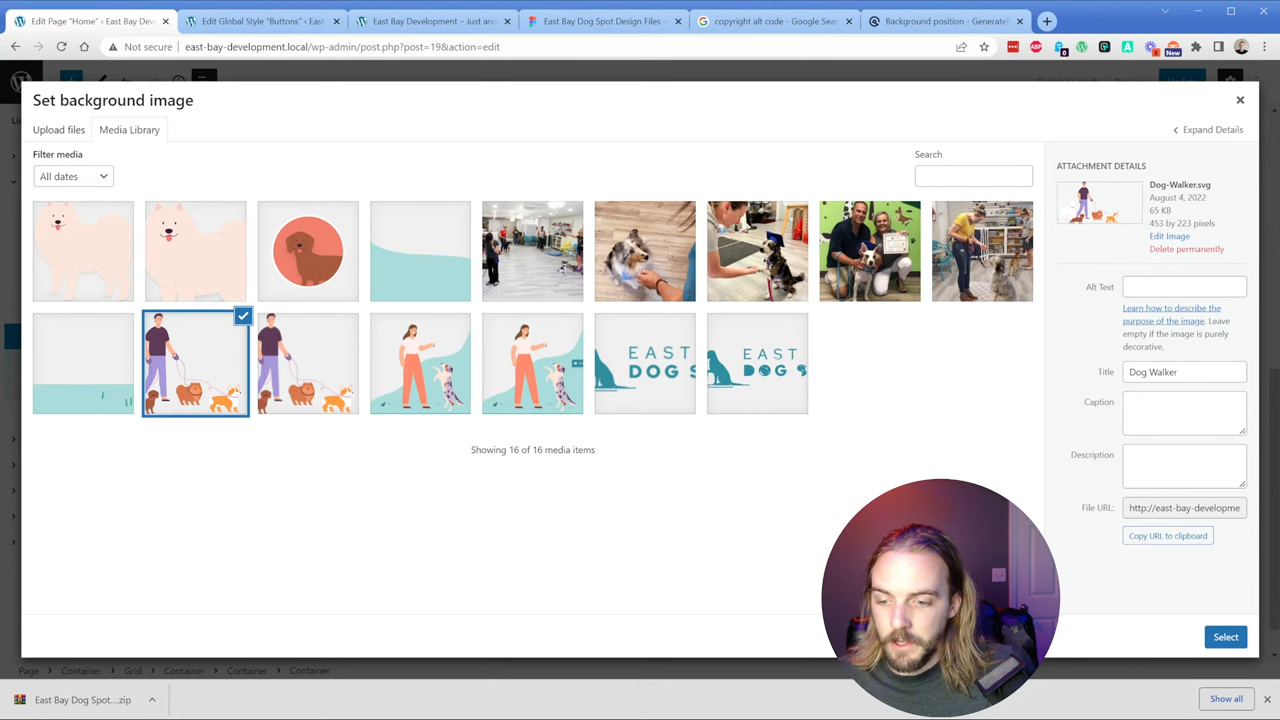 Edit Page "Home" ‹ East Bay Deve
Edit Global Style "Buttons" ‹ East
East Bay Development – Just and
East Bay Dog Spot Design Files –
copyright alt code - Google Sear
Background position - Generatel
Not secure
east-bay-development.local/wp-admin/post.php?post=19&action=edit
New
Set background image
Upload files
Media Library
Expand Details
Filter media
All dates
Search
ATTACHMENT DETAILS
Dog-Walker.svg
August 4, 2022
65 KB
453 by 223 pixels
Edit Image
Delete permanently
Alt Text
Learn how to describe the
purpose of the image. Leave
empty if the image is purely
decorative.
Title
Dog Walker
Caption
Description
File URL:
http://east-bay-developme
Copy URL to clipboard
EAST
DOG S
EAST
DOG S
Showing 16 of 16 media items
Select
Page › Container › Grid › Container › Container › Container
East Bay Dog Spot....zip
Show all